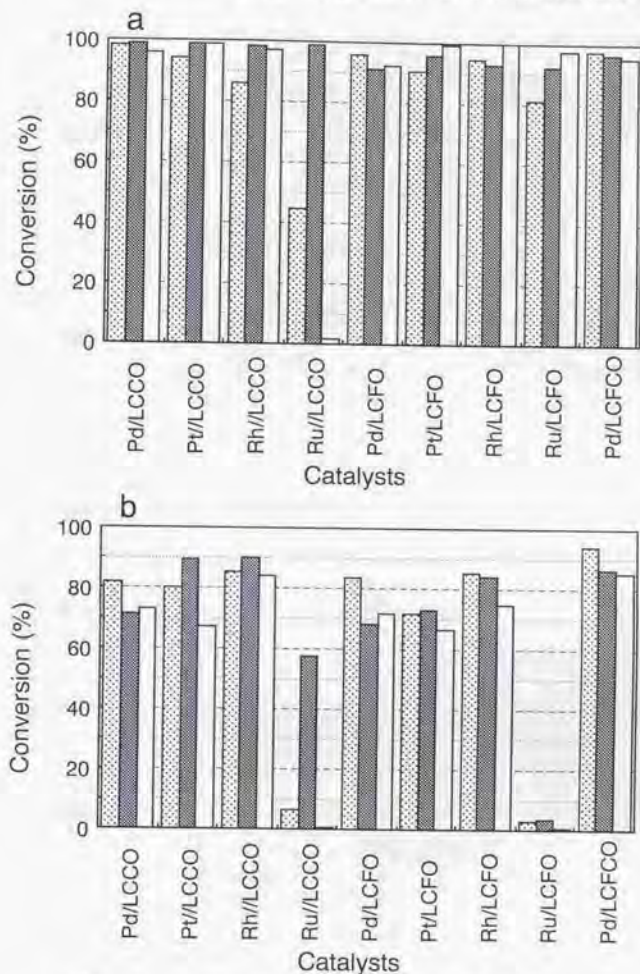 a
100
80
60
40
20
0
Conversion (%)
Pd/LCCO
Pt//LCCO
Rh//LCCO
Ru//LCCO
Pd/LCFO
Pt/LCFO
Rh/LCFO
Ru/LCFO
Pd/LCFCO
Catalysts
b
100
80
60
40
20
0
Conversion (%)
Pd/LCCO
Pt//LCCO
Rh//LCCO
Ru//LCCO
Pd/LCFO
Pt/LCFO
Rh/LCFO
Ru/LCFO
Pd/LCFCO
Catalysts